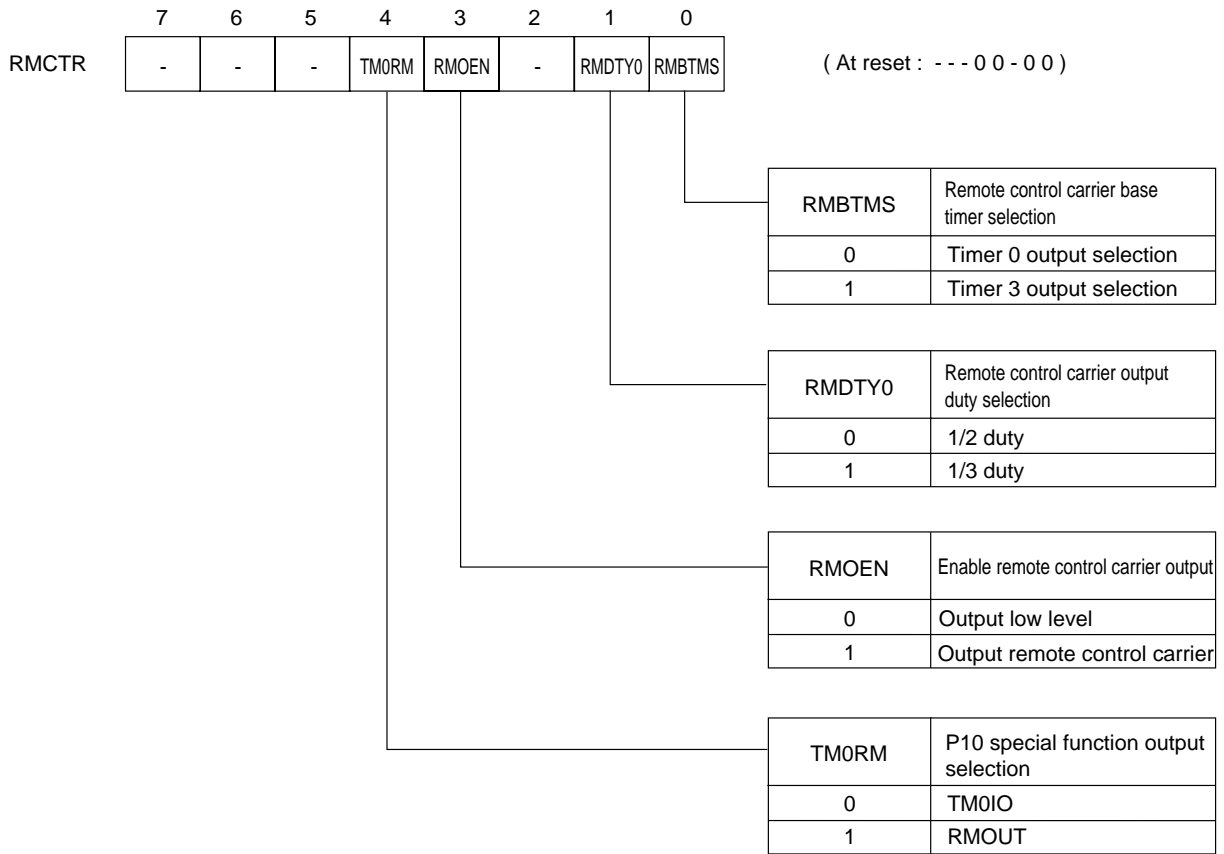 7 6 5 4 3 2 1 0
RMCTR - - - TM0RM RMOEN - RMDTY0 RMBTMS ( At reset : - - - 0 0 - 0 0 )
RMBTMS
Remote control carrier base
timer selection
0 Timer 0 output selection
1 Timer 3 output selection
RMDTY0
Remote control carrier output
duty selection
0 1/2 duty
1 1/3 duty
RMOEN Enable remote control carrier output
0 Output low level
1 Output remote control carrier
TM0RM
P10 special function output
selection
0 TM0IO
1 RMOUT